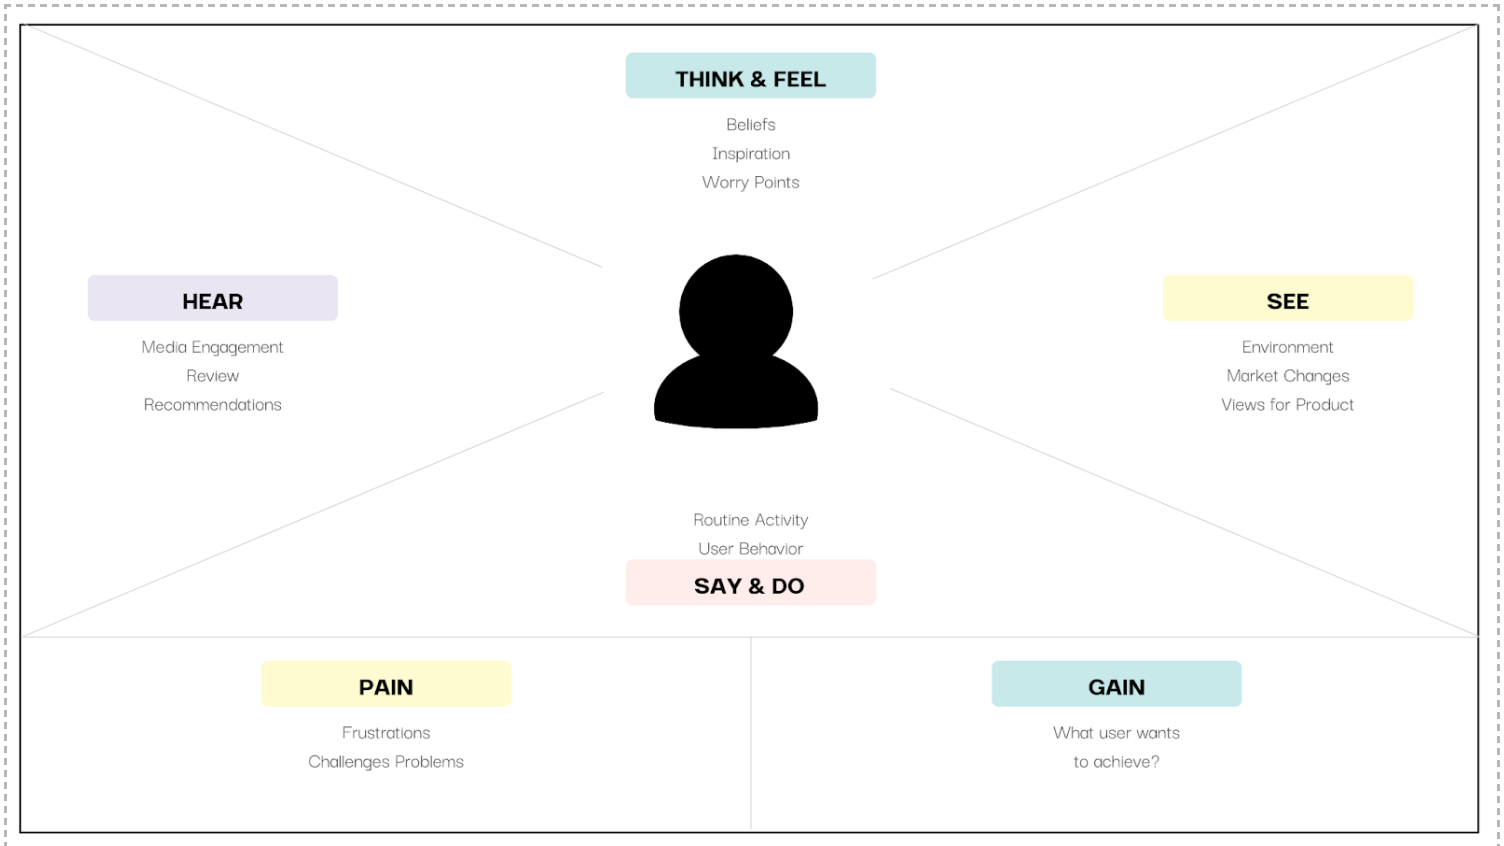 THINK & FEEL
Beliefs
Inspiration
Worry Points
HEAR
Media Engagement
Review
Recommendations
SEE
Environment
Market Changes
Views for Product
Routine Activity
User Behavior
SAY & DO
PAIN
Frustrations
Challenges Problems
GAIN
What user wants
to achieve?